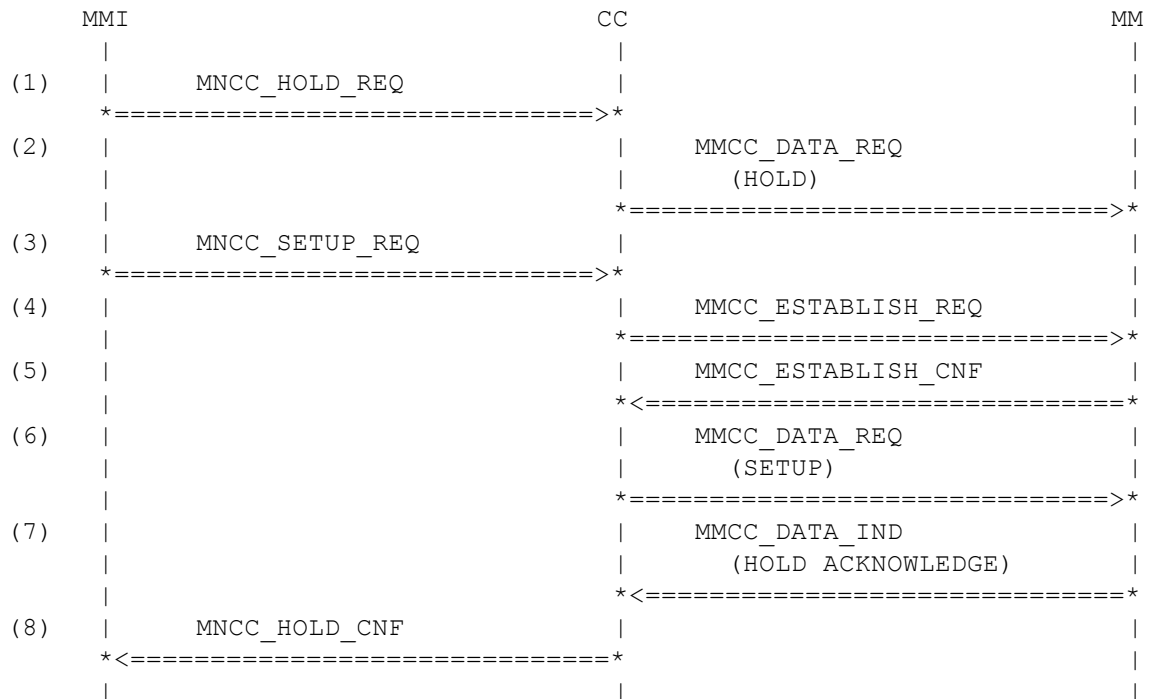 MMI CC MM
(1) MNCC_HOLD_REQ
(2) MMCC_DATA_REQ
(HOLD)
(3) MNCC_SETUP_REQ
(4) MMCC_ESTABLISH_REQ
(5) MMCC_ESTABLISH_CNF
(6) MMCC_DATA_REQ
(SETUP)
(7) MMCC_DATA_IND
(HOLD ACKNOWLEDGE)
(8) MNCC_HOLD_CNF